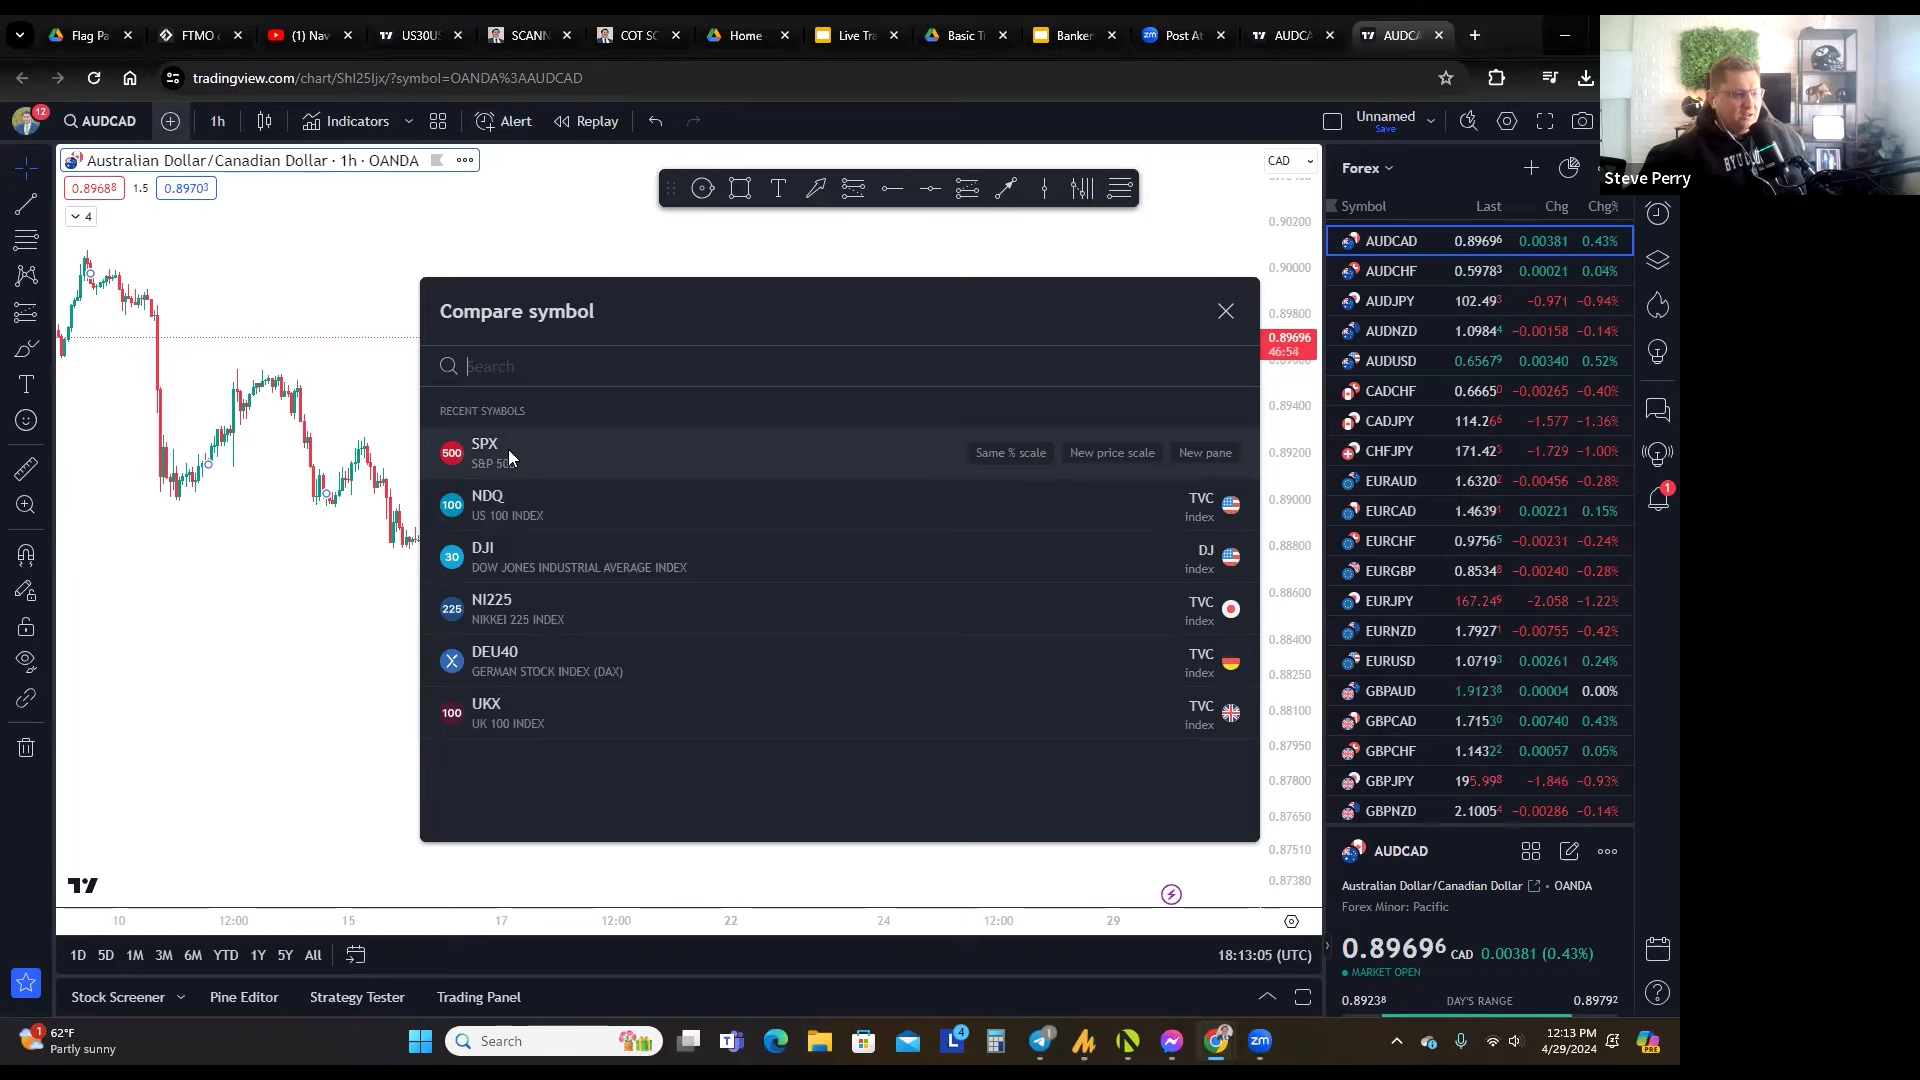 Flag Pa
FTMO
(1) Nav
US30U
SCANN
COT SC
Home
Live Tra
Basic T
Banker
Post At
AUDCA
AUDCA
tradingview.com/chart/Shl25Ijx/?symbol=OANDA%3AAUDCAD
12
AUDCAD
1h
Indicators
Alert
Replay
Unnamed
Save
Steve Perry
Australian Dollar/Canadian Dollar · 1h · OANDA
0.89688
1.5
0.89703
4
CAD
0.90200
0.90000
0.89800
0.89696
46:54
0.89400
0.89200
0.89000
0.88800
0.88600
0.88400
0.88250
0.88100
0.87950
0.87800
0.87650
0.87510
0.87380
Compare symbol
Search
RECENT SYMBOLS
500
SPX
Same % scale
New price scale
New pane
100
NDQ
US 100 INDEX
TVC
index
30
DJI
DOW JONES INDUSTRIAL AVERAGE INDEX
DJ
index
225
NI225
NIKKEI 225 INDEX
TVC
index
DEU40
GERMAN STOCK INDEX (DAX)
TVC
index
100
UKX
UK 100 INDEX
TVC
index
10
12:00
15
17
12:00
22
24
12:00
29
1D 5D 1M 3M 6M YTD 1Y 5Y All
18:13:05 (UTC)
Stock Screener
Pine Editor
Strategy Tester
Trading Panel
Forex
Symbol Last Chg Chg%
AUDCAD 0.89696 0.00381 0.43%
AUDCHF 0.59783 0.00021 0.04%
AUDJPY 102.493 −0.971 −0.94%
AUDNZD 1.09844 −0.00158 −0.14%
AUDUSD 0.65679 0.00340 0.52%
CADCHF 0.66650 −0.00265 −0.40%
CADJPY 114.266 −1.577 −1.36%
CHFJPY 171.423 −1.729 −1.00%
EURAUD 1.63202 −0.00456 −0.28%
EURCAD 1.46391 0.00221 0.15%
EURCHF 0.97565 −0.00231 −0.24%
EURGBP 0.85348 −0.00240 −0.28%
EURJPY 167.249 −2.058 −1.22%
EURNZD 1.79271 −0.00755 −0.42%
EURUSD 1.07193 0.00261 0.24%
GBPAUD 1.91238 0.00004 0.00%
GBPCAD 1.71530 0.00740 0.43%
GBPCHF 1.14322 0.00057 0.05%
GBPJPY 195.998 −1.846 −0.93%
GBPNZD 2.10054 −0.00286 −0.14%
1
AUDCAD
Australian Dollar/Canadian Dollar • OANDA
Forex Minor: Pacific
0.89696 CAD 0.00381 (0.43%)
MARKET OPEN
0.89238 DAY'S RANGE 0.89792
1
62°F
Partly sunny
Search
4
1
zm
12:13 PM
4/29/2024
PRE